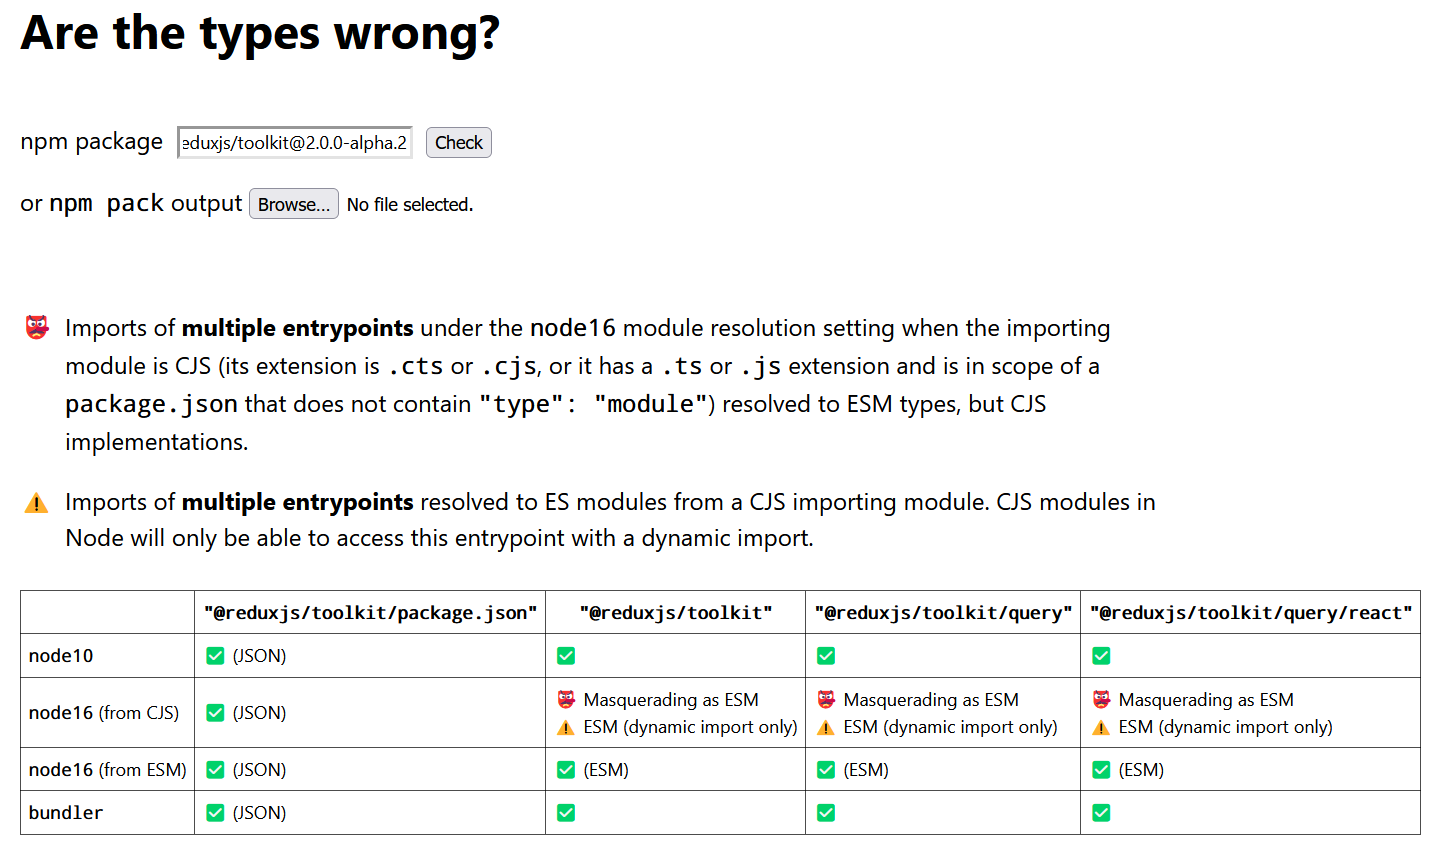 Are the types wrong?
npm package eduxjs/toolkit@2.0.0-alpha.2 Check
or npm pack output Browse... No file selected.
Imports of multiple entrypoints under the node16 module resolution setting when the importing
module is CJS (its extension is .cts or .cjs, or it has a .ts or .js extension and is in scope of a
package.json that does not contain "type": "module") resolved to ESM types, but CJS
implementations.
Imports of multiple entrypoints resolved to ES modules from a CJS importing module. CJS modules in
Node will only be able to access this entrypoint with a dynamic import.
"@reduxjs/toolkit/package.json" "@reduxjs/toolkit" "@reduxjs/toolkit/query" "@reduxjs/toolkit/query/react"
node10 ✅ (JSON) ✅ ✅ ✅
node16 (from CJS) ✅ (JSON) Masquerading as ESM Masquerading as ESM Masquerading as ESM
ESM (dynamic import only) ESM (dynamic import only) ESM (dynamic import only)
node16 (from ESM) ✅ (JSON) ✅ (ESM) ✅ (ESM) ✅ (ESM)
bundler ✅ (JSON) ✅ ✅ ✅